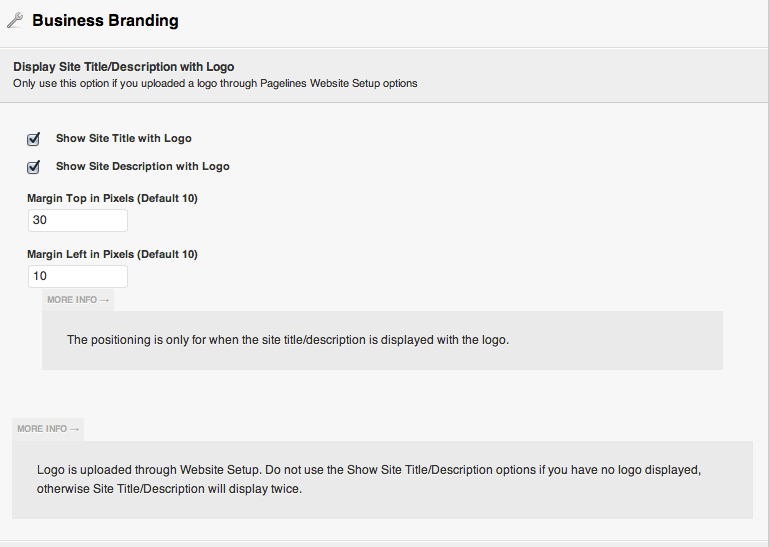 Business Branding
Display Site Title/Description with Logo
Only use this option if you uploaded a logo through Pagelines Website Setup options
Show Site Title with Logo
Show Site Description with Logo
Margin Top in Pixels (Default 10)
30
Margin Left in Pixels (Default 10)
10
MORE INFO →
The positioning is only for when the site title/description is displayed with the logo.
MORE INFO →
Logo is uploaded through Website Setup. Do not use the Show Site Title/Description options if you have no logo displayed,
otherwise Site Title/Description will display twice.